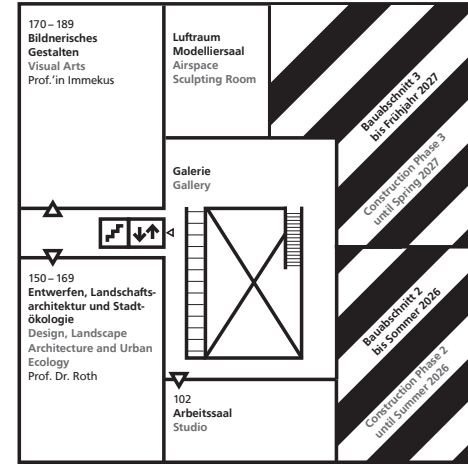 170 – 189
Bildnerisches
Gestalten
Visual Arts
Prof.'in Immekus
Luftraum
Modelliersaal
Airspace
Sculpting Room
Bauabschnitt 3
bis Frühjahr 2027
Construction Phase 3
until Spring 2027
Galerie
Gallery
150 – 169
Entwerfen, Landschafts-
architektur und Stadt-
ökologie
Design, Landscape
Architecture and Urban
Ecology
Prof. Dr. Roth
Bauabschnitt 2
bis Sommer 2026
Construction Phase 2
until Summer 2026
102
Arbeitssaal
Studio